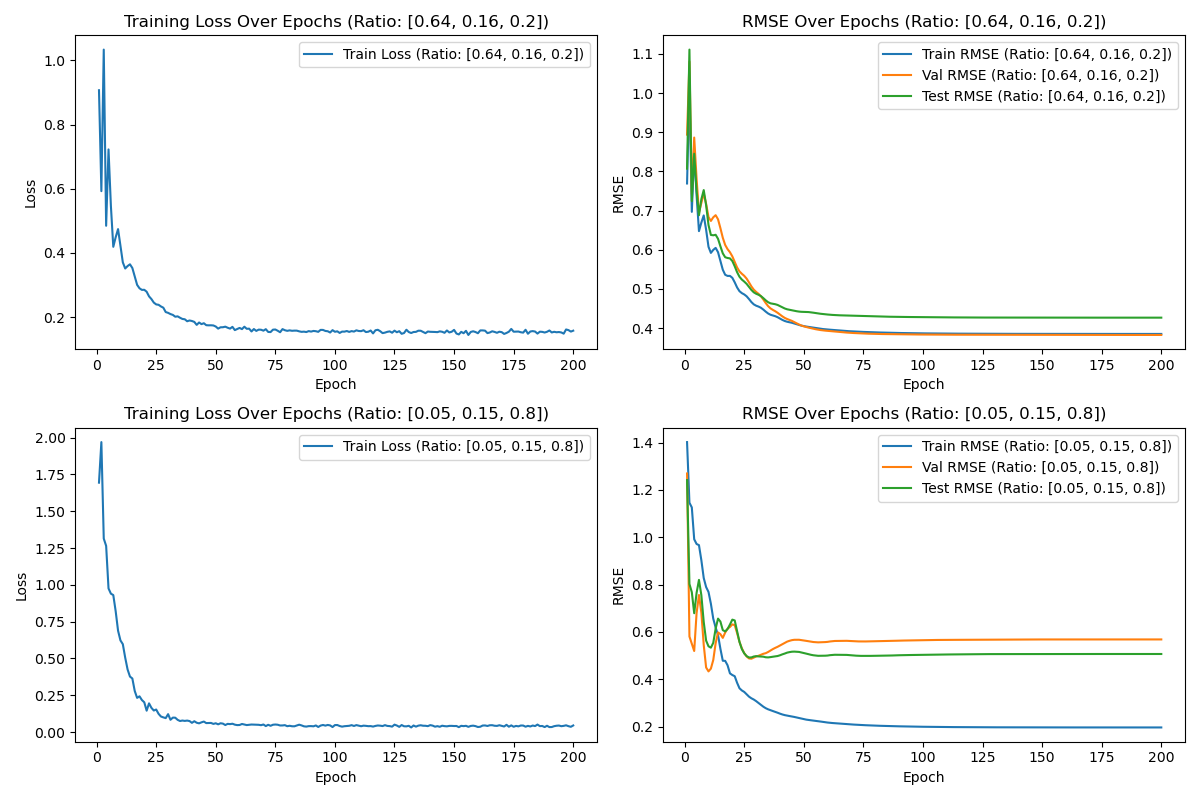 Training Loss Over Epochs (Ratio: [0.64, 0.16, 0.2])
Train Loss (Ratio: [0.64, 0.16, 0.2])
1.0
0.8
0.6
0.4
0.2
Loss
0 25 50 75 100 125 150 175 200
Epoch
RMSE Over Epochs (Ratio: [0.64, 0.16, 0.2])
Train RMSE (Ratio: [0.64, 0.16, 0.2])
Val RMSE (Ratio: [0.64, 0.16, 0.2])
Test RMSE (Ratio: [0.64, 0.16, 0.2])
1.1
1.0
0.9
0.8
0.7
0.6
0.5
0.4
RMSE
0 25 50 75 100 125 150 175 200
Epoch
Training Loss Over Epochs (Ratio: [0.05, 0.15, 0.8])
Train Loss (Ratio: [0.05, 0.15, 0.8])
2.00
1.75
1.50
1.25
1.00
0.75
0.50
0.25
0.00
Loss
0 25 50 75 100 125 150 175 200
Epoch
RMSE Over Epochs (Ratio: [0.05, 0.15, 0.8])
Train RMSE (Ratio: [0.05, 0.15, 0.8])
Val RMSE (Ratio: [0.05, 0.15, 0.8])
Test RMSE (Ratio: [0.05, 0.15, 0.8])
1.4
1.2
1.0
0.8
0.6
0.4
0.2
RMSE
0 25 50 75 100 125 150 175 200
Epoch